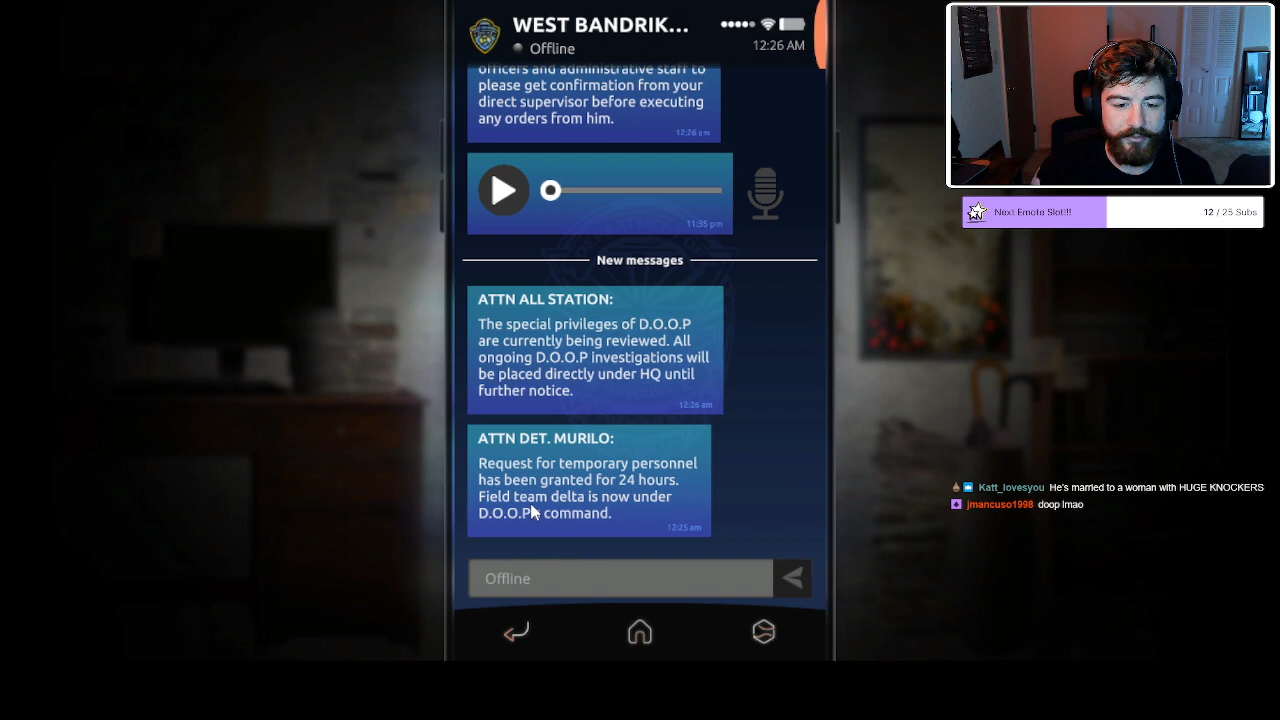 WEST BANDRIK...
Offline
12:26 AM
officers and administrative staff to
please get confirmation from your
direct supervisor before executing
any orders from him.
12:26 pm
11:35 pm
New messages
ATTN ALL STATION:
The special privileges of D.O.O.P
are currently being reviewed. All
ongoing D.O.O.P investigations will
be placed directly under HQ until
further notice.
12:26 am
ATTN DET. MURILO:
Request for temporary personnel
has been granted for 24 hours.
Field team delta is now under
D.O.O.P command.
12:25 am
Offline
Next Emote Slot!!!
12 / 25 Subs
Katt_lovesyou He's married to a woman with HUGE KNOCKERS
jmancuso1998 doop lmao